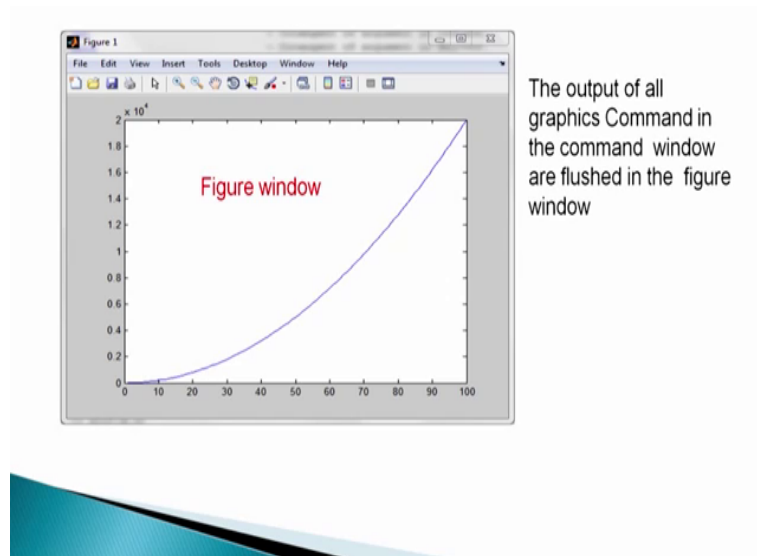 Figure 1
File Edit View Insert Tools Desktop Window Help
x 10^4
2
1.8
1.6
1.4
1.2
1
0.8
0.6
0.4
0.2
0
0 10 20 30 40 50 60 70 80 90 100
Figure window
The output of all
graphics Command in
the command window
are flushed in the figure
window